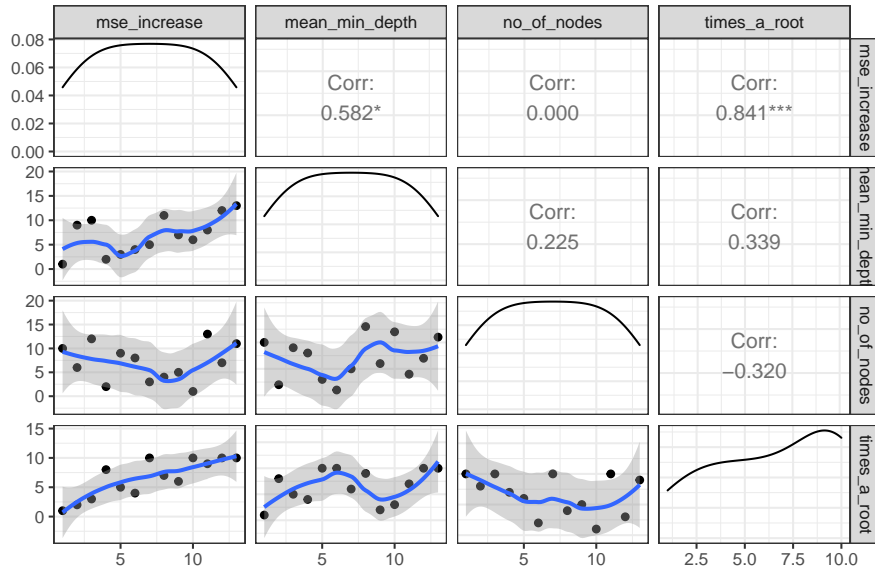 mse_increase mean_min_depth no_of_nodes times_a_root
0.08
0.06
0.04
0.02
0.00
Corr:
0.582*
Corr:
0.000
Corr:
0.841***
mse_increase
20
15
10
5
0
Corr:
0.225
Corr:
0.339
mean_min_depth
20
15
10
5
0
Corr:
−0.320
no_of_nodes
15
10
5
0
times_a_root
5 10 5 10 5 10 2.5 5.0 7.5 10.0